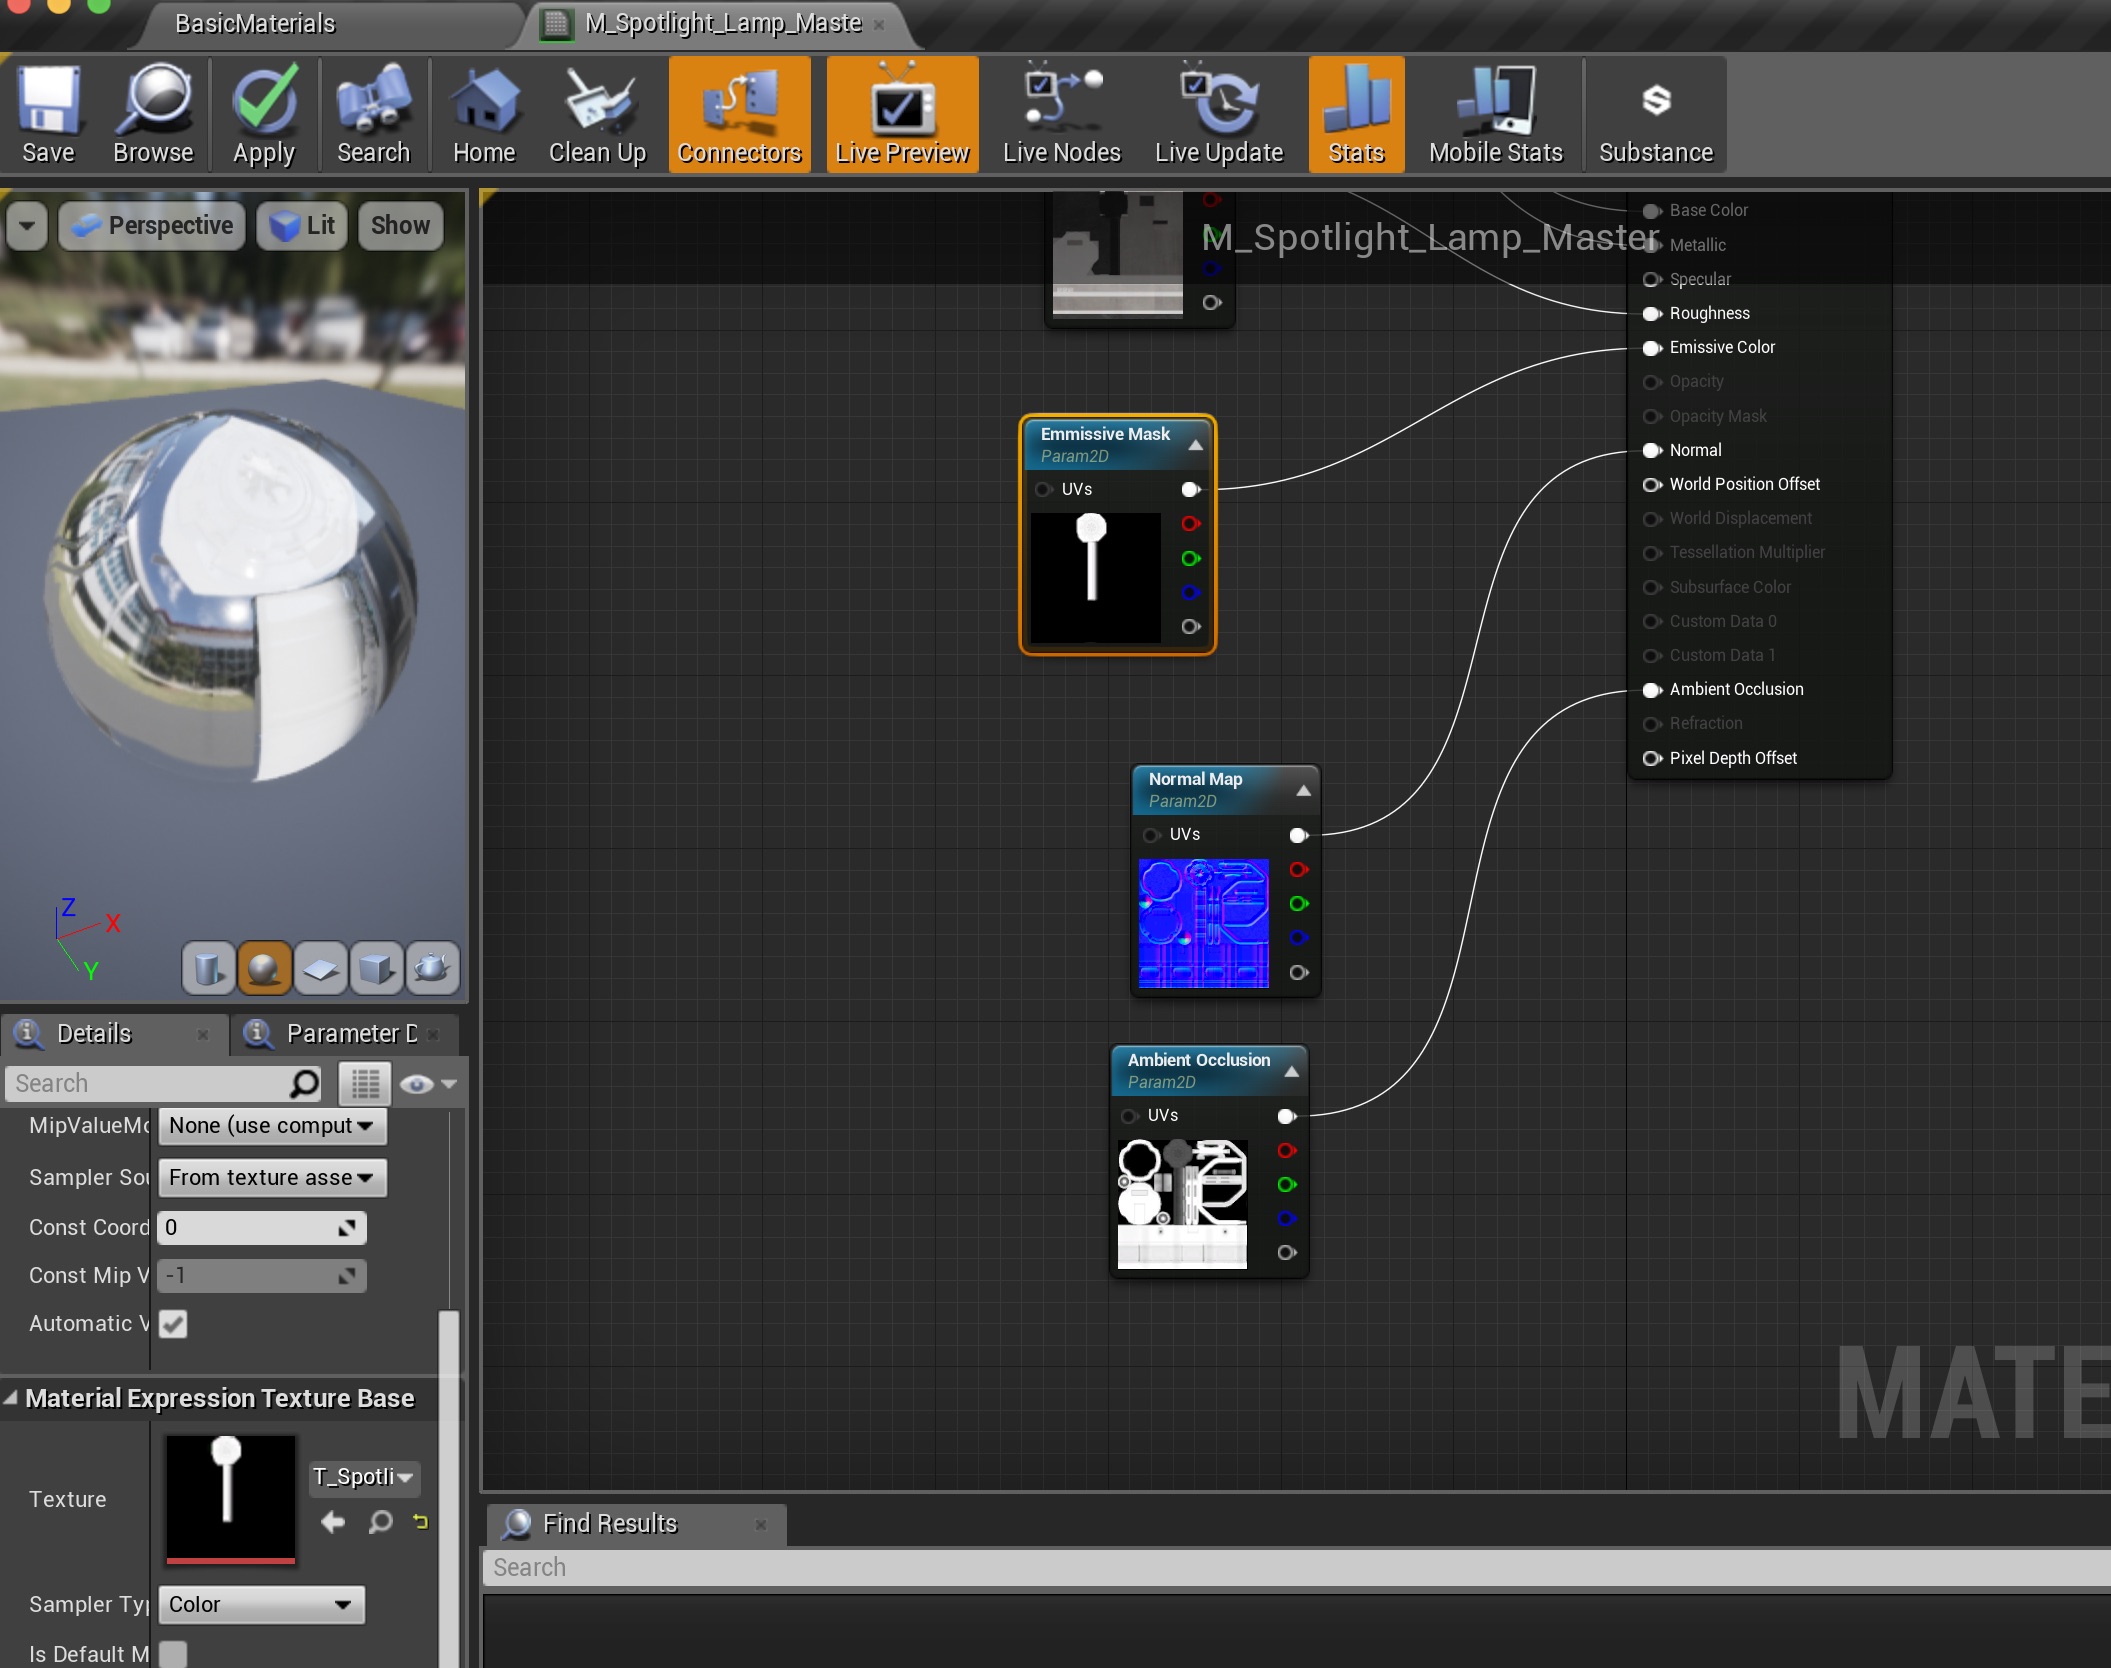 BasicMaterials
M_Spotlight_Lamp_Maste
Save
Browse
Apply
Search
Home
Clean Up
Connectors
Live Preview
Live Nodes
Live Update
Stats
Mobile Stats
Substance
Perspective
Lit
Show
Z
X
Y
M_Spotlight_Lamp_Master
Base Color
Metallic
Specular
Roughness
Emissive Color
Opacity
Opacity Mask
Normal
World Position Offset
World Displacement
Tessellation Multiplier
Subsurface Color
Custom Data 0
Custom Data 1
Ambient Occlusion
Refraction
Pixel Depth Offset
Emmissive Mask
Param2D
UVs
Normal Map
Param2D
UVs
Ambient Occlusion
Param2D
UVs
MATE
Details
Parameter D
Search
MipValueMo
None (use comput
Sampler Sou
From texture asse
Const Coord
0
Const Mip V
-1
Automatic V
Material Expression Texture Base
Texture
T_Spotli
Sampler Typ
Color
Is Default M
Find Results
Search